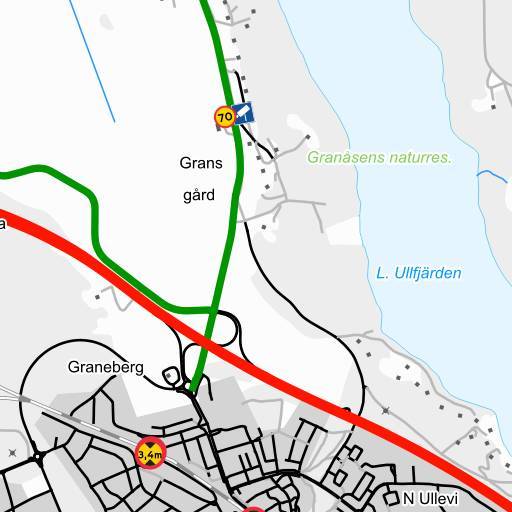 70
Grans
gård
Granåsens naturres.
a
L. Ullfjärden
Graneberg
3,4m
N Ullevi